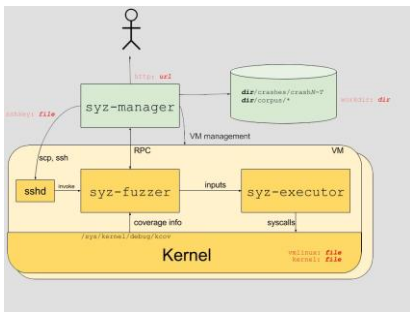 http: url
syz-manager
dir/crashes/crashN-T
dir/corpus/*
workdir: dir
sshkey: file
VM management
scp, ssh
RPC
VM
sshd
invoke
syz-fuzzer
inputs
syz-executor
coverage info
syscalls
/sys/kernel/debug/kcov
Kernel
vmlinux: file
kernel: file